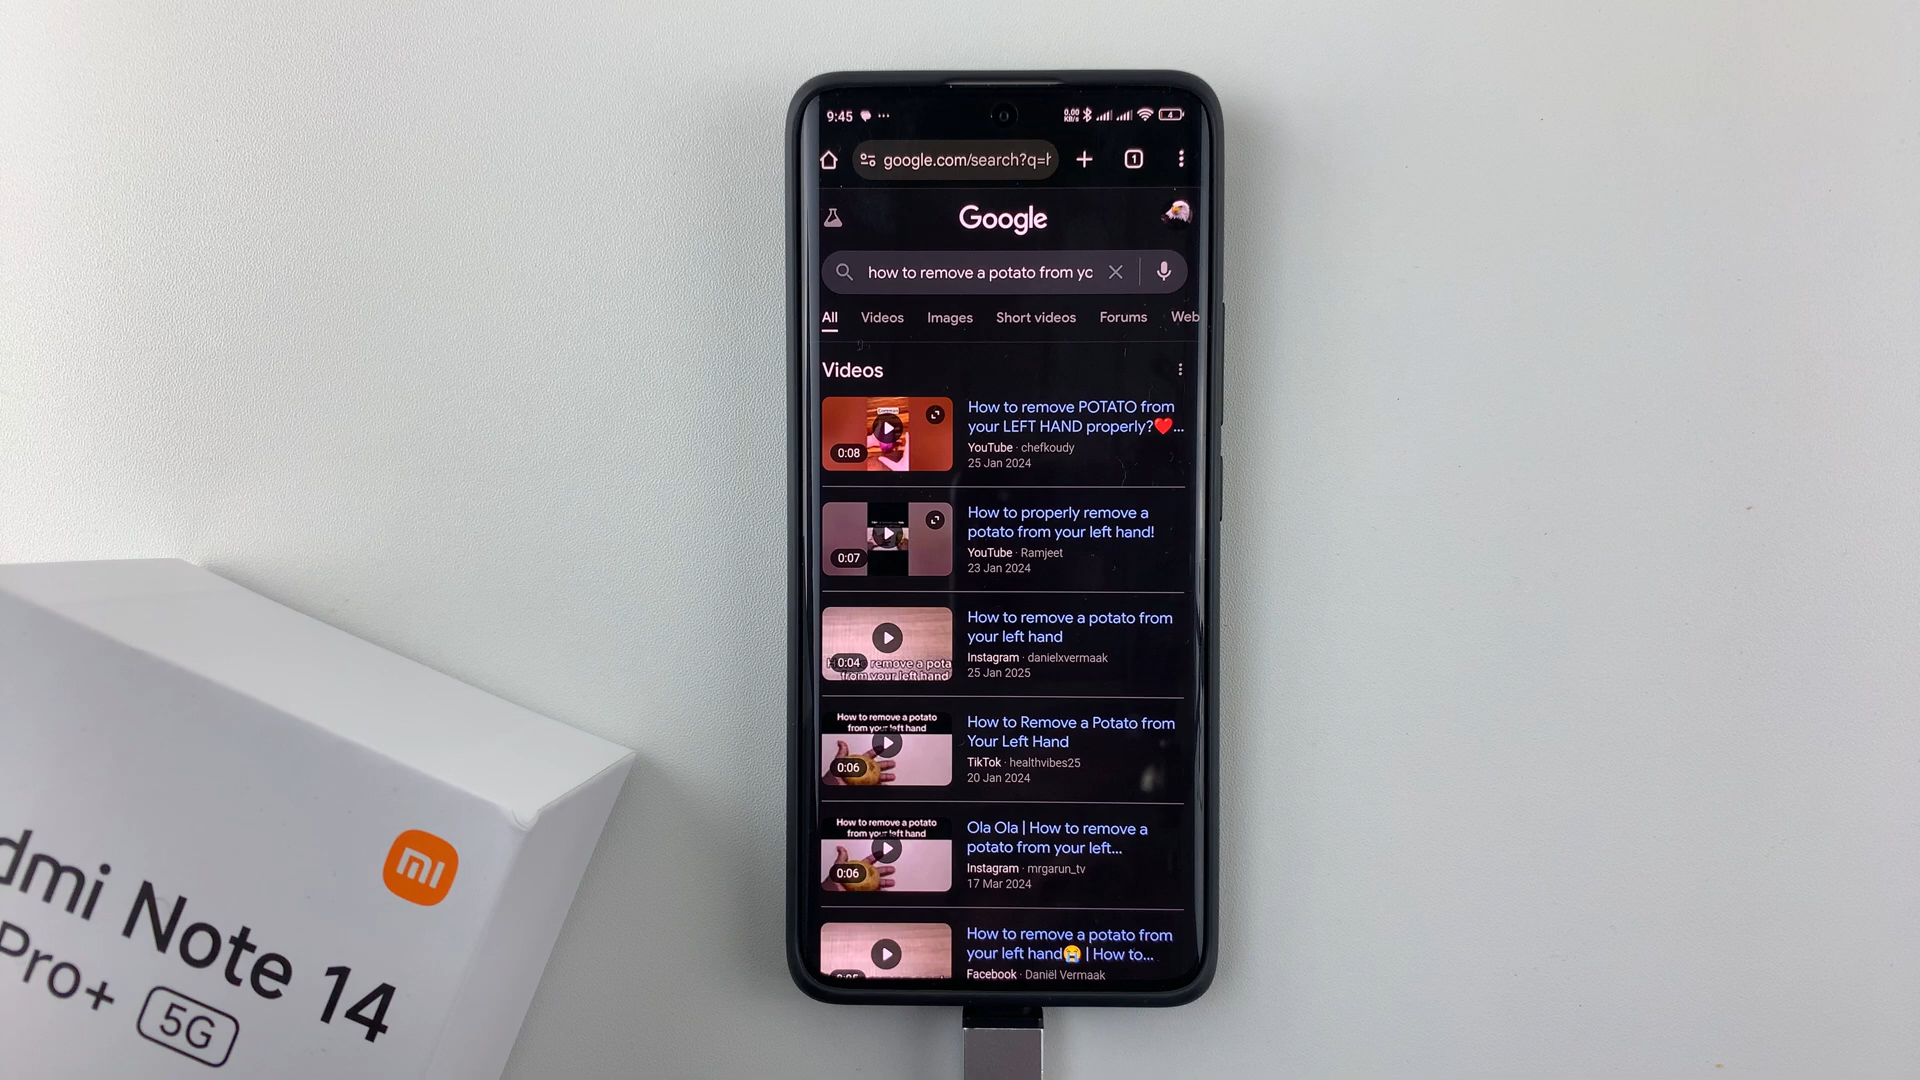 9:45
0.00
KB/s
4
google.com/search?q=h
1
Google
how to remove a potato from yo
All Videos Images Short videos Forums Web
Videos
0:08
How to remove POTATO from
your LEFT HAND properly?❤️...
YouTube · chefkoudy
25 Jan 2024
0:07
How to properly remove a
potato from your left hand!
YouTube · Ramjeet
23 Jan 2024
0:04
remove a pota
from your left hand
How to remove a potato from
your left hand
Instagram · danielxvermaak
25 Jan 2025
How to remove a potato
from your left hand
0:06
How to Remove a Potato from
Your Left Hand
TikTok · healthvibes25
20 Jan 2024
How to remove a potato
from your left hand
0:06
Ola Ola | How to remove a
potato from your left...
Instagram · mrgarun_tv
17 Mar 2024
How to remove a potato from
your left hand😭 | How to...
Facebook · Daniël Vermaak
dmi Note 14
Pro+ 5G
mi